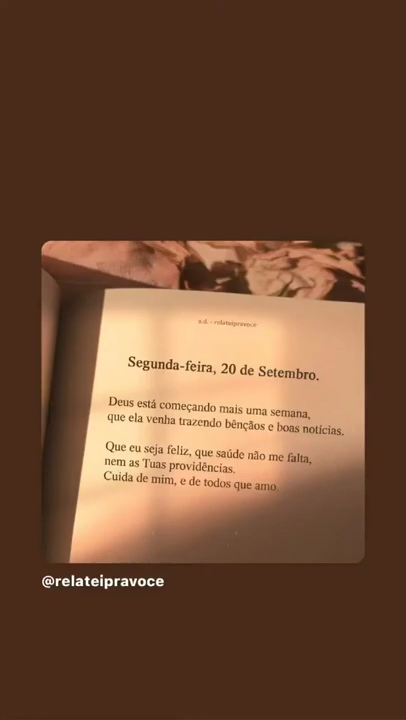 a.d. - relateipravoce
Segunda-feira, 20 de Setembro.
Deus está começando mais uma semana,
que ela venha trazendo bênçãos e boas notícias.
Que eu seja feliz, que saúde não me falta,
nem as Tuas providências.
Cuida de mim, e de todos que amo.
@relateipravoce